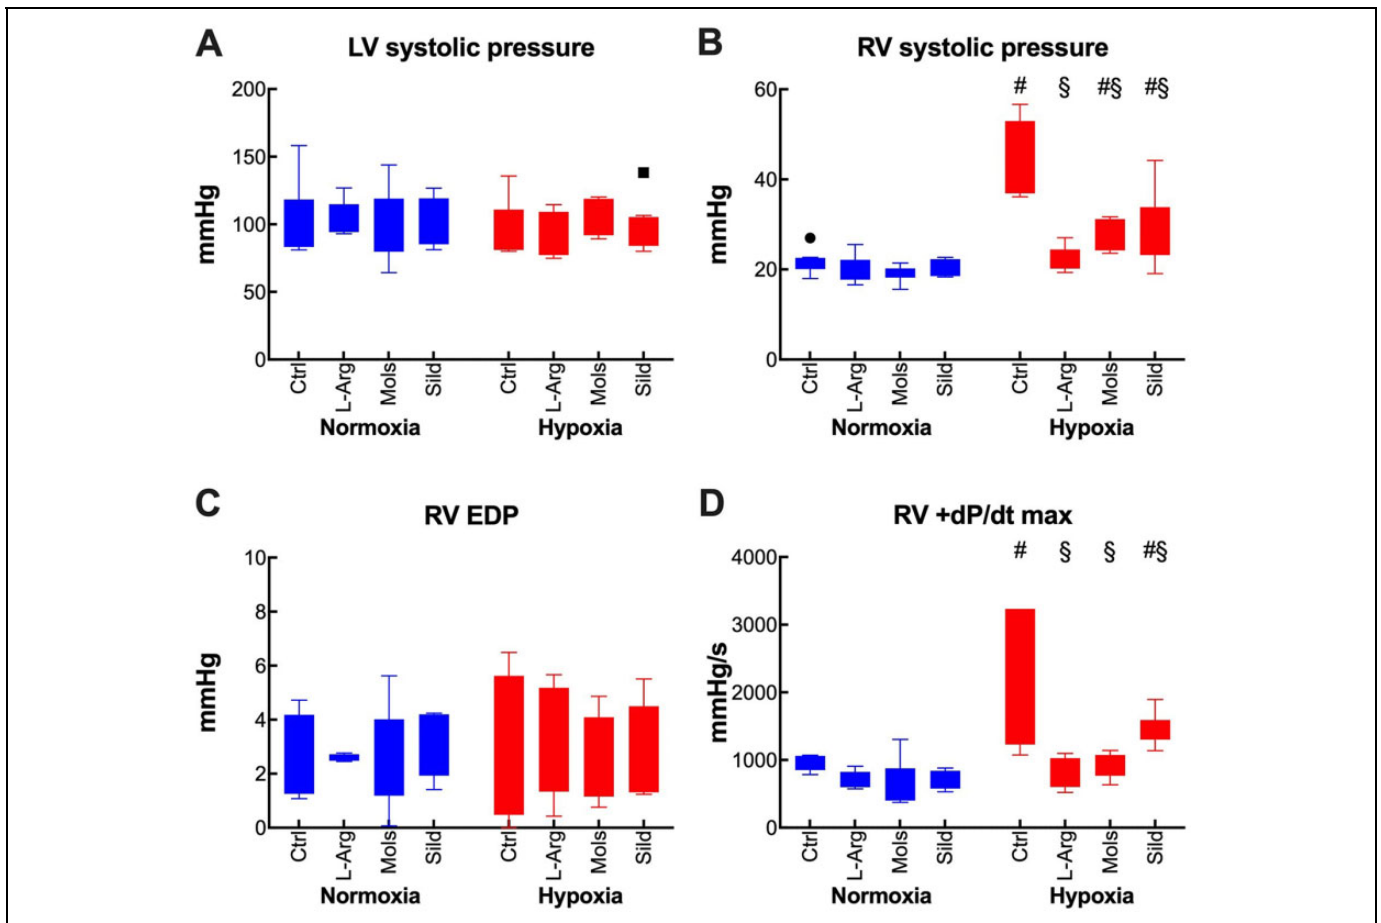 A LV systolic pressure
200
150
100
50
0
mmHg
Ctrl
L-Arg
Mols
Sild
Ctrl
L-Arg
Mols
Sild
Normoxia
Hypoxia
B RV systolic pressure
# § #§ #§
60
40
20
0
mmHg
Ctrl
L-Arg
Mols
Sild
Ctrl
L-Arg
Mols
Sild
Normoxia
Hypoxia
C RV EDP
10
8
6
4
2
0
mmHg
Ctrl
L-Arg
Mols
Sild
Ctrl
L-Arg
Mols
Sild
Normoxia
Hypoxia
D RV +dP/dt max
# § § #§
4000
3000
2000
1000
0
mmHg/s
Ctrl
L-Arg
Mols
Sild
Ctrl
L-Arg
Mols
Sild
Normoxia
Hypoxia